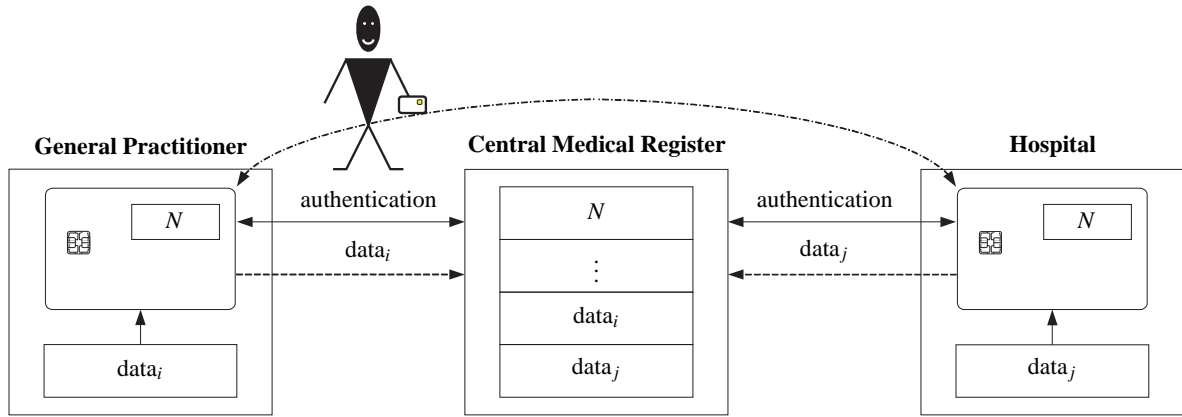 General Practitioner
Central Medical Register
Hospital
N
authentication
data_i
data_i
N
⋮
data_i
data_j
authentication
data_j
N
data_j